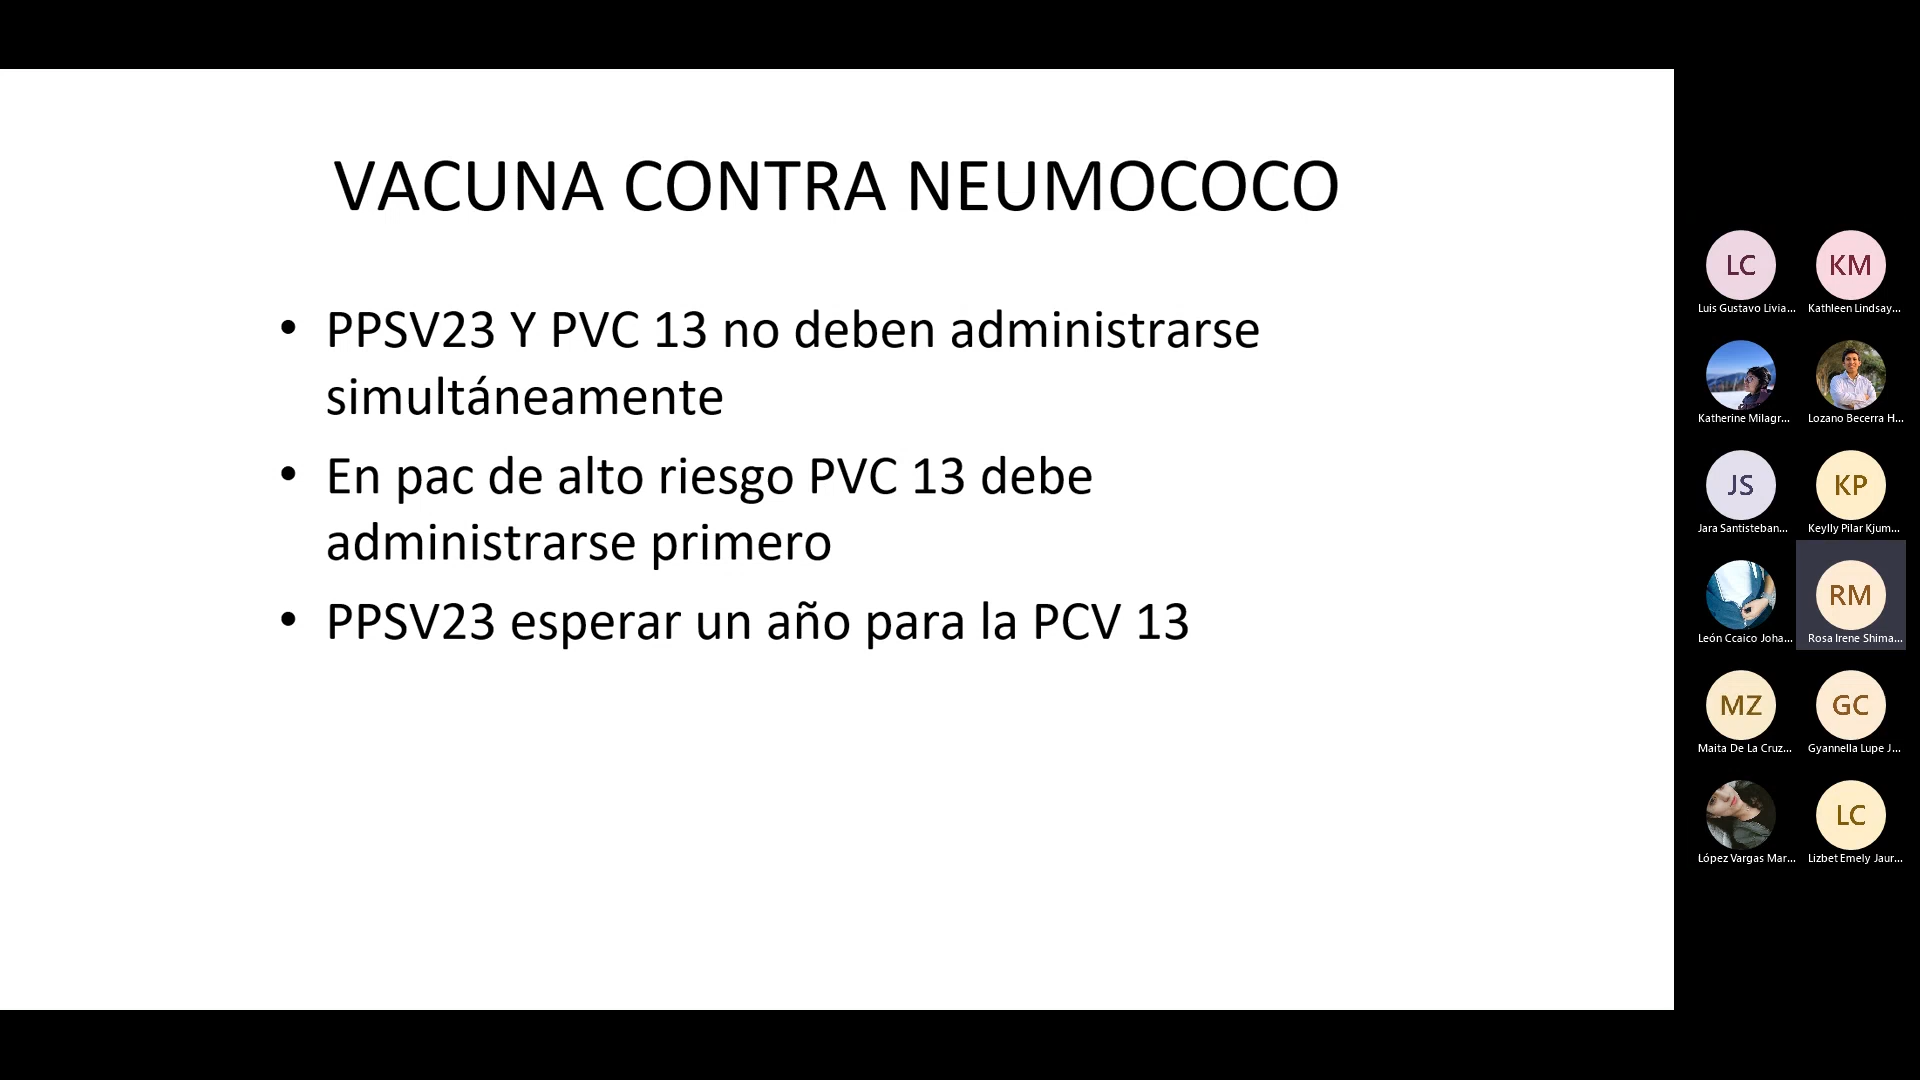 VACUNA CONTRA NEUMOCOCO
• PPSV23 Y PVC 13 no deben administrarse
simultáneamente
• En pac de alto riesgo PVC 13 debe
administrarse primero
• PPSV23 esperar un año para la PCV 13
LC
KM
Luis Gustavo Livia...
Kathleen Lindsay...
Katherine Milagr...
Lozano Becerra H...
JS
KP
Jara Santisteban...
Keylly Pilar Kjum...
RM
León Ccaico Joha...
Rosa Irene Shima...
MZ
GC
Maita De La Cruz...
Gyannella Lupe J...
LC
López Vargas Mar...
Lizbet Emely Jaur...